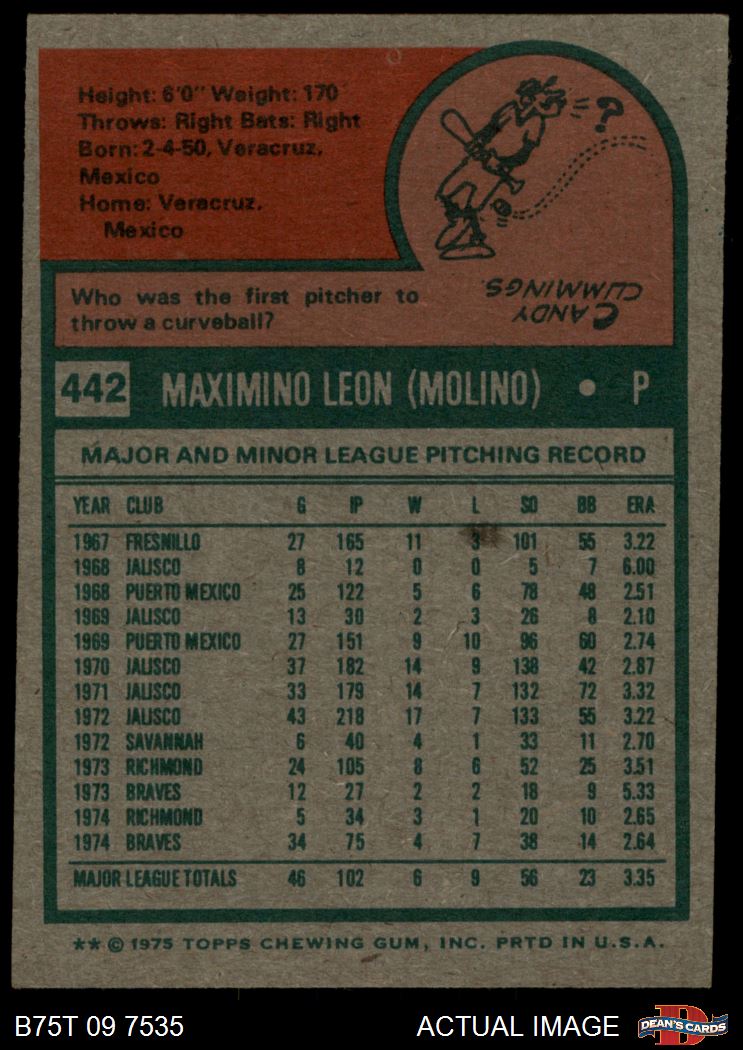 Height: 6'0" Weight: 170
Throws: Right Bats: Right
Born: 2-4-50, Veracruz,
Mexico
Home: Veracruz,
Mexico
?
Who was the first pitcher to
throw a curveball?
CANDY
CUMMINGS.
442 MAXIMINO LEON (MOLINO) • P
MAJOR AND MINOR LEAGUE PITCHING RECORD
YEAR CLUB G IP W L SO BB ERA
1967 FRESNILLO 27 165 11 3 101 55 3.22
1968 JALISCO 8 12 0 0 5 7 6.00
1968 PUERTO MEXICO 25 122 5 6 78 48 2.51
1969 JALISCO 13 30 2 3 26 8 2.10
1969 PUERTO MEXICO 27 151 9 10 96 60 2.74
1970 JALISCO 37 182 14 9 138 42 2.87
1971 JALISCO 33 179 14 7 132 72 3.32
1972 JALISCO 43 218 17 7 133 55 3.22
1972 SAVANNAH 6 40 4 1 33 11 2.70
1973 RICHMOND 24 105 8 6 52 25 3.51
1973 BRAVES 12 27 2 2 18 9 5.33
1974 RICHMOND 5 34 3 1 20 10 2.65
1974 BRAVES 34 75 4 7 38 14 2.64
MAJOR LEAGUE TOTALS 46 102 6 9 56 23 3.35
** © 1975 TOPPS CHEWING GUM, INC. PRTD IN U.S.A.
B75T 09 7535 ACTUAL IMAGE D DEAN'S CARDS